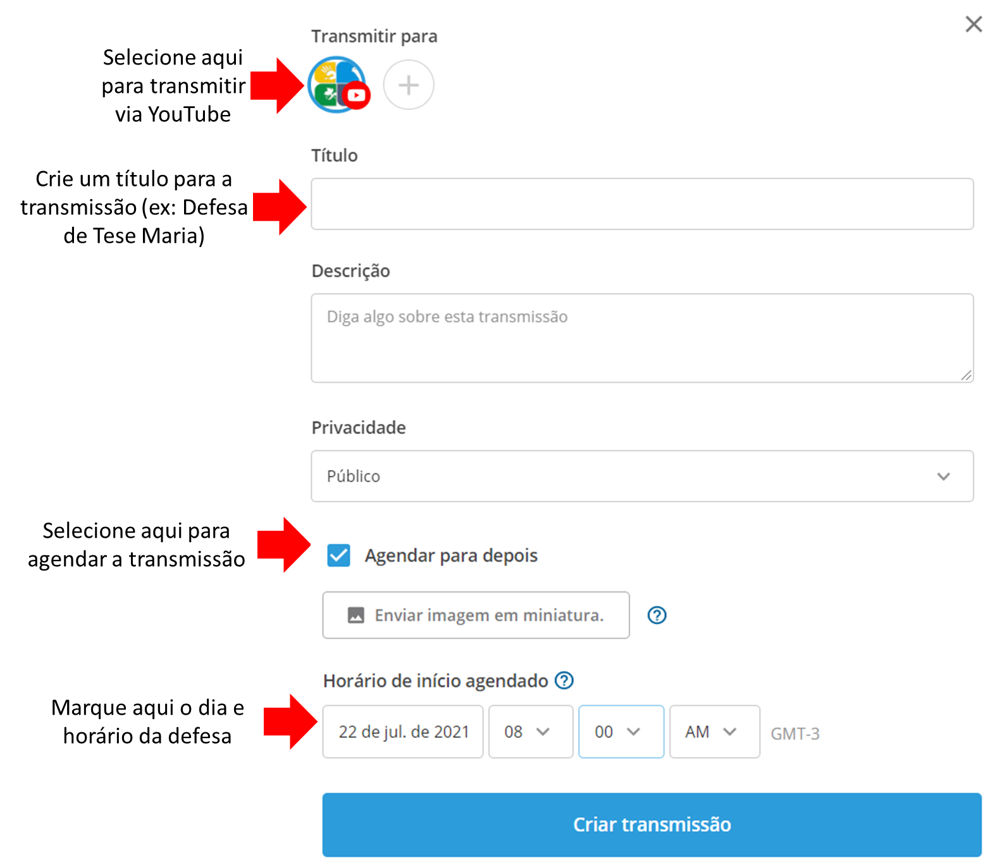 Transmitir para
Selecione aqui
para transmitir
via YouTube
Título
Crie um título para a
transmissão (ex: Defesa
de Tese Maria)
Descrição
Diga algo sobre esta transmissão
Privacidade
Público
Selecione aqui para
agendar a transmissão
Agendar para depois
Enviar imagem em miniatura.
Horário de início agendado
Marque aqui o dia e
horário da defesa
22 de jul. de 2021 08 00 AM GMT-3
Criar transmissão